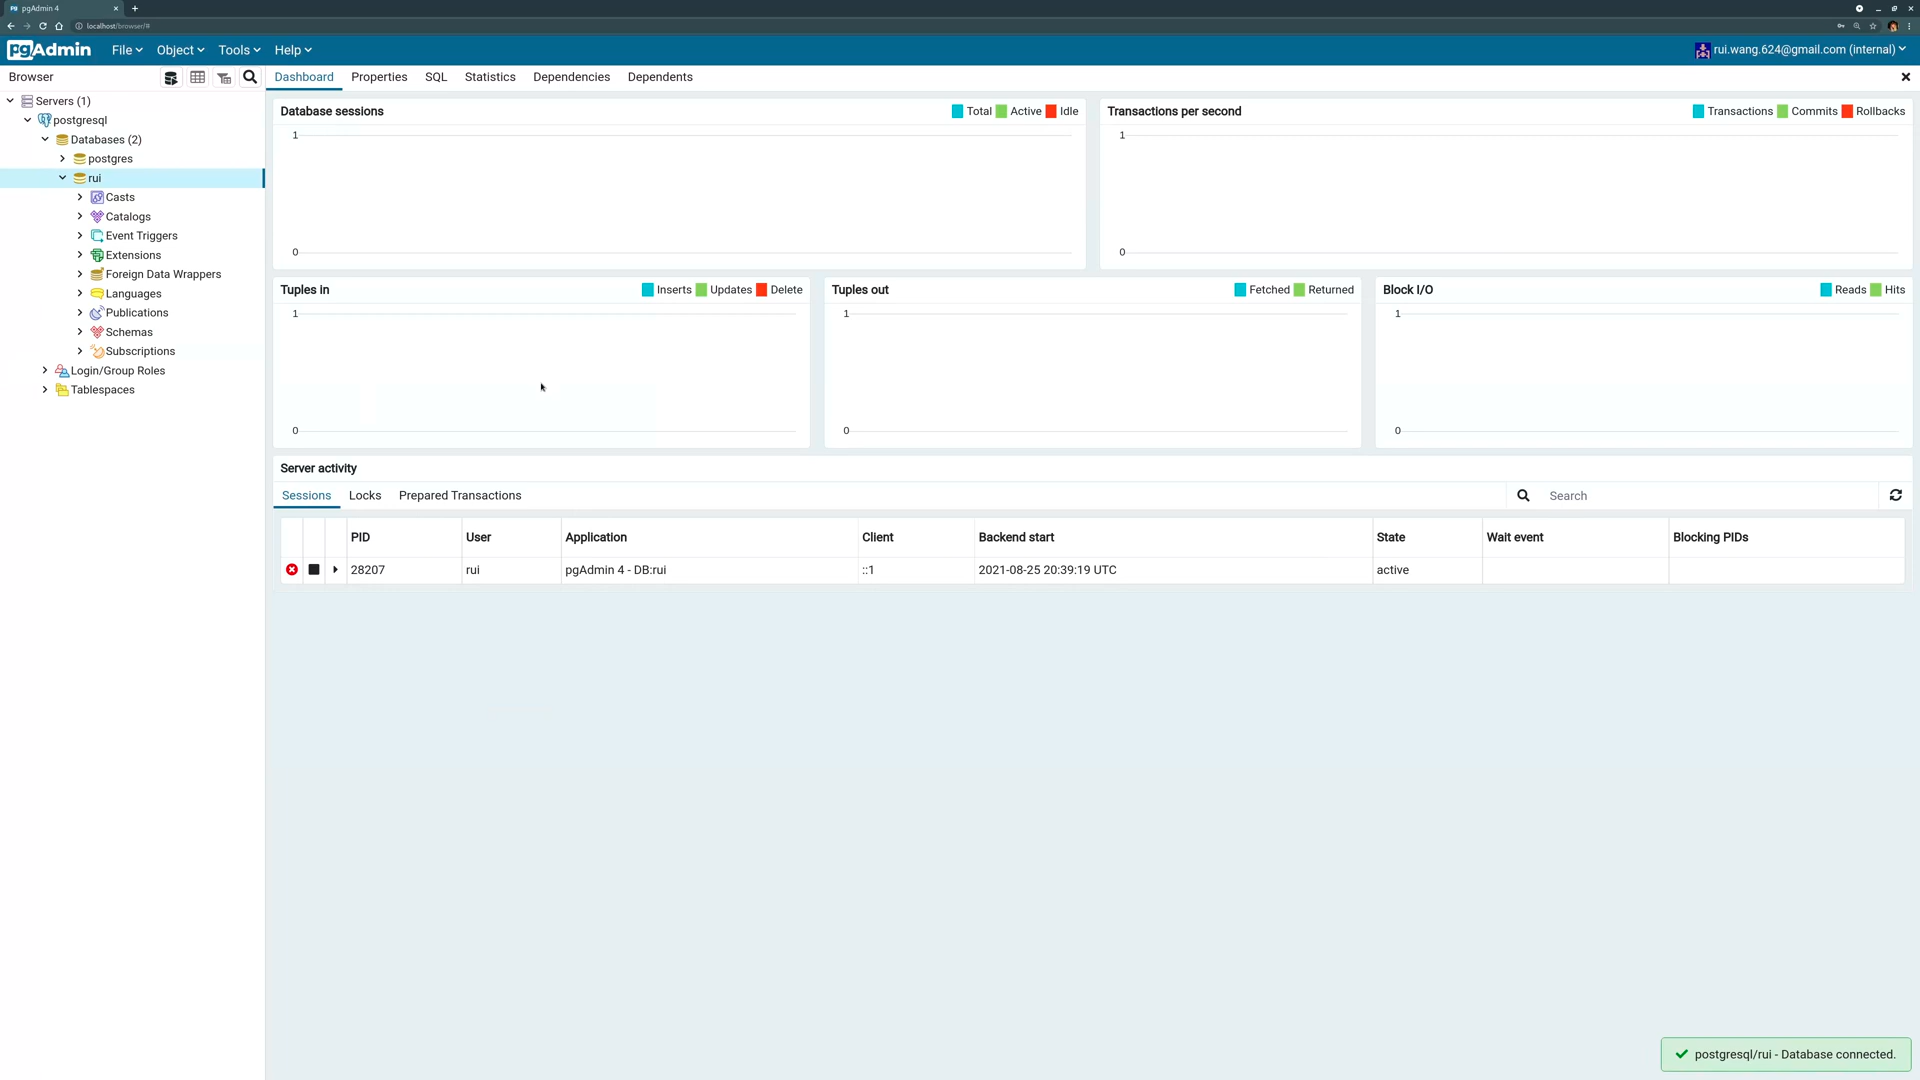 pgAdmin 4
localhost/browser/#
pgAdmin File Object Tools Help rui.wang.624@gmail.com (internal)
Browser Dashboard Properties SQL Statistics Dependencies Dependents
Servers (1)
postgresql
Databases (2)
postgres
rui
Casts
Catalogs
Event Triggers
Extensions
Foreign Data Wrappers
Languages
Publications
Schemas
Subscriptions
Login/Group Roles
Tablespaces
Database sessions Total Active Idle
1
0
Transactions per second Transactions Commits Rollbacks
1
0
Tuples in Inserts Updates Delete
1
0
Tuples out Fetched Returned
1
0
Block I/O Reads Hits
1
0
Server activity
Sessions Locks Prepared Transactions Search
PID User Application Client Backend start State Wait event Blocking PIDs
28207 rui pgAdmin 4 - DB:rui ::1 2021-08-25 20:39:19 UTC active
postgresql/rui - Database connected.